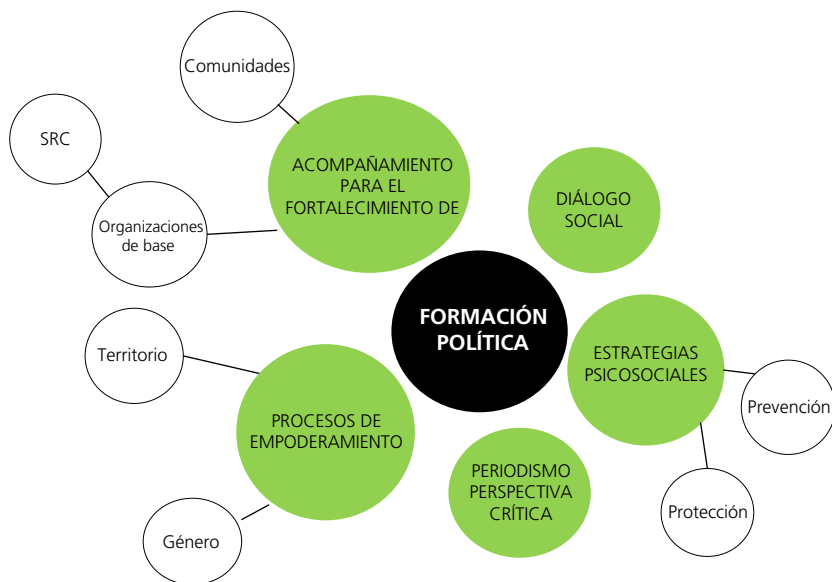 Comunidades
SRC
ACOMPAÑAMIENTO
PARA EL
FORTALECIMIENTO DE
Organizaciones
de base
DIÁLOGO
SOCIAL
FORMACIÓN
POLÍTICA
Territorio
ESTRATEGIAS
PSICOSOCIALES
Prevención
PROCESOS DE
EMPODERAMIENTO
PERIODISMO
PERSPECTIVA
CRÍTICA
Protección
Género